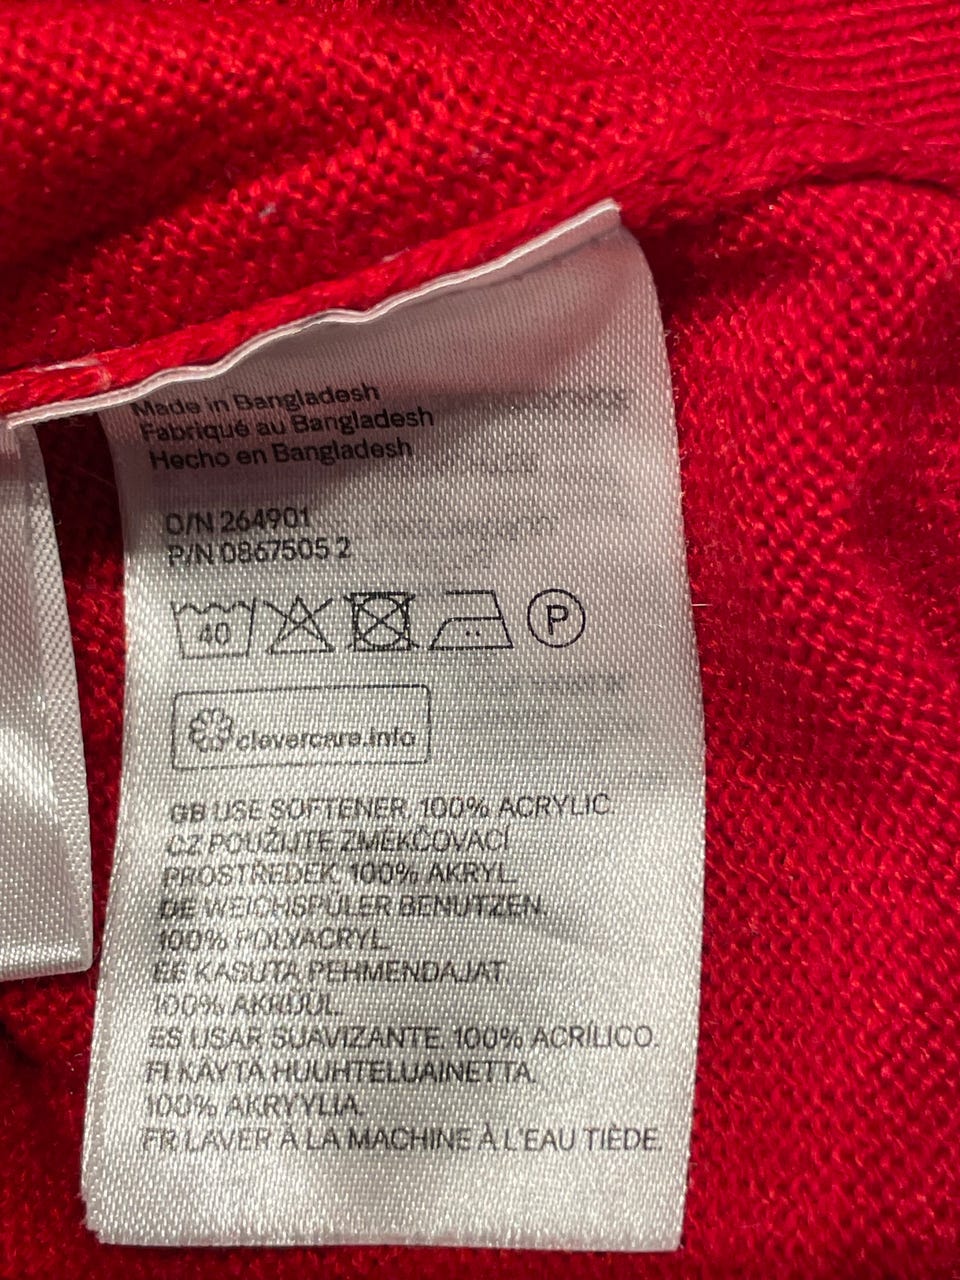 Made in Bangladesh
Fabriqué au Bangladesh
Hecho en Bangladesh
O/N 264901
P/N 0867505 2
40
P
clevercare.info
GB USE SOFTENER. 100% ACRYLIC.
CZ POUŽIJTE ZMĚKČOVACÍ
PROSTŘEDEK. 100% AKRYL.
DE WEICHSPÜLER BENUTZEN.
100% POLYACRYL.
EE KASUTA PEHMENDAJAT.
100% AKRÜÜL.
ES USAR SUAVIZANTE. 100% ACRÍLICO.
FI KÄYTÄ HUUHTELUAINETTA.
100% AKRYYLIA.
FR LAVER À LA MACHINE À L'EAU TIÈDE.